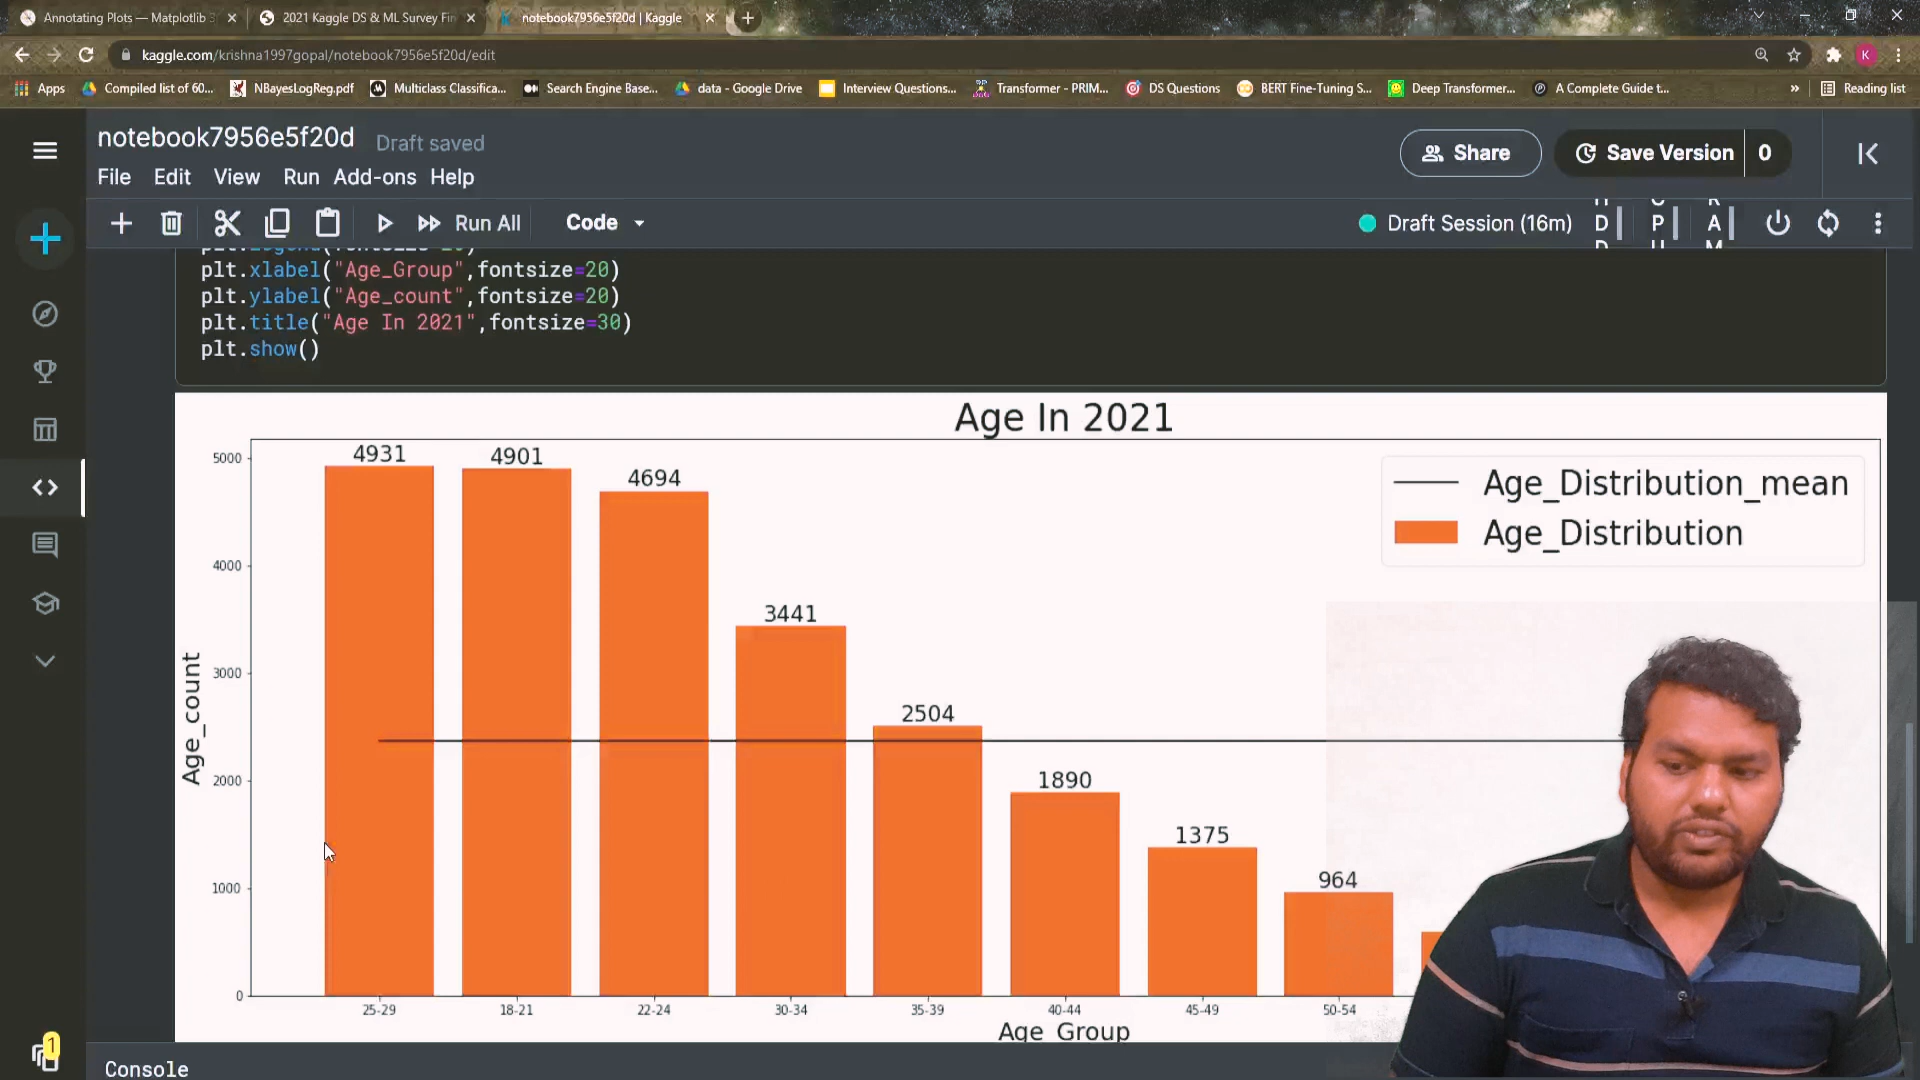 Annotating Plots — Matplotlib 3
2021 Kaggle DS & ML Survey Fin
notebook7956e5f20d | Kaggle
kaggle.com/krishna1997gopal/notebook7956e5f20d/edit
K
Apps
Compiled list of 60...
NBayesLogReg.pdf
Multiclass Classifica...
Search Engine Base...
data - Google Drive
Interview Questions...
Transformer - PRIM...
DS Questions
BERT Fine-Tuning S...
Deep Transformer...
A Complete Guide t...
»
Reading list
notebook7956e5f20d
Draft saved
Share
Save Version
0
File Edit View Run Add-ons Help
Run All
Code
Draft Session (16m)
plt.xlabel("Age_Group",fontsize=20)
plt.ylabel("Age_count",fontsize=20)
plt.title("Age In 2021",fontsize=30)
plt.show()
Age In 2021
Age_Distribution_mean
Age_Distribution
Age_count
5000
4000
3000
2000
1000
0
4931
4901
4694
3441
2504
1890
1375
964
25-29
18-21
22-24
30-34
35-39
40-44
45-49
50-54
Age_Group
1
Console